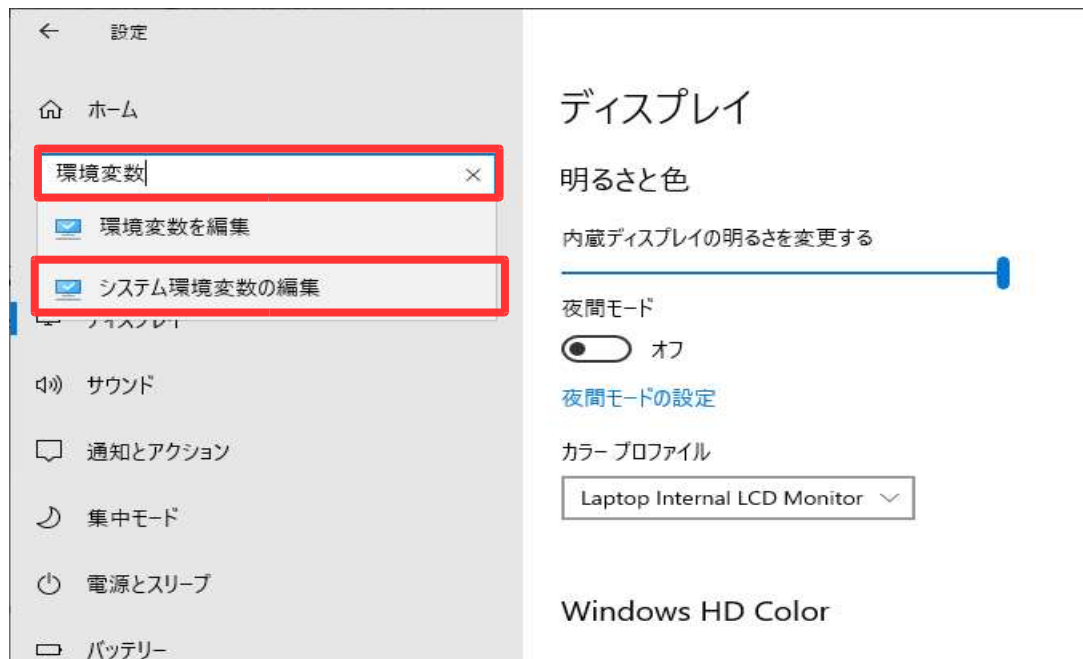 設定
ホーム
環境変数
環境変数を編集
システム環境変数の編集
ディスプレイ
サウンド
通知とアクション
集中モード
電源とスリープ
バッテリー
ディスプレイ
明るさと色
内蔵ディスプレイの明るさを変更する
夜間モード
オフ
夜間モードの設定
カラー プロファイル
Laptop Internal LCD Monitor
Windows HD Color